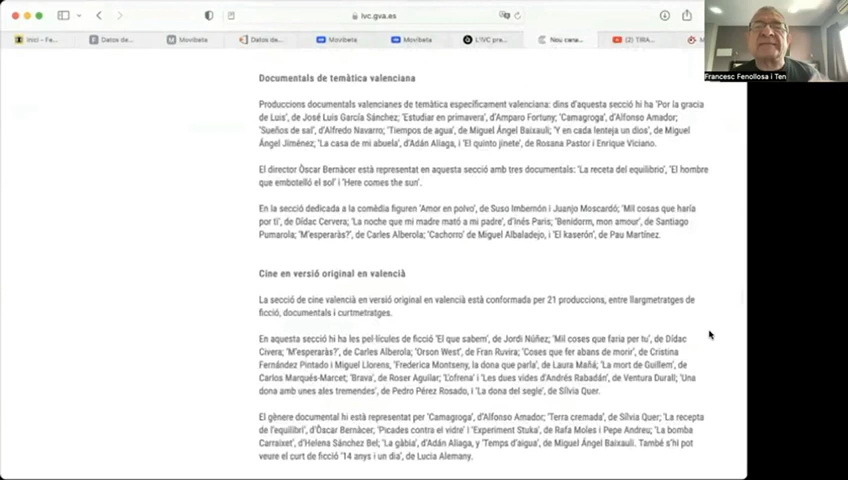 ivc.gva.es
Inici - Fe...
Datos de...
Movibeta
Datos de...
Movibeta
Movibeta
L'IVC pre...
Nou cana...
(2) TRIA...
Francesc Fenollosa i Ten
Documentals de temàtica valenciana
Produccions documentals valencianes de temàtica específicament valenciana: dins d'aquesta secció hi ha 'Por la gracia
de Luis', de José Luis García Sánchez; 'Estudiar en primavera', d'Amparo Fortuny; 'Camagroga', d'Alfonso Amador;
'Sueños de sal', d'Alfredo Navarro; 'Tiempos de agua', de Miguel Ángel Baixauli; 'Y en cada lenteja un dios', de Miguel
Ángel Jiménez; 'La casa de mi abuela', d'Adán Aliaga, i 'El quinto jinete', de Rosana Pastor i Enrique Viciano.
El director Òscar Bernàcer està representat en aquesta secció amb tres documentals: 'La receta del equilibrio', 'El hombre
que embotelló el sol' i 'Here comes the sun'.
En la secció dedicada a la comèdia figuren 'Amor en polvo', de Suso Imbernón i Juanjo Moscardó; 'Mil cosas que haría
por ti', de Dídac Cervera; 'La noche que mi madre mató a mi padre', d'Inés París; 'Benidorm, mon amour', de Santiago
Pumarola; 'M'esperaràs?', de Carles Alberola; 'Cachorro' de Miguel Albaladejo, i 'El kaserón', de Pau Martínez.
Cine en versió original en valencià
La secció de cine valencià en versió original en valencià està conformada per 21 produccions, entre llargmetratges de
ficció, documentals i curtmetratges.
En aquesta secció hi ha les pel·lícules de ficció 'El que sabem', de Jordi Núñez; 'Mil coses que faria per tu', de Dídac
Civera; 'M'esperaràs?', de Carles Alberola; 'Orson West', de Fran Ruvira; 'Coses que fer abans de morir', de Cristina
Fernández Pintado i Miguel Llorens, 'Frederica Montseny, la dona que parla', de Laura Mañá; 'La mort de Guillem', de
Carlos Marqués-Marcet; 'Brava', de Roser Aguilar; 'L'ofrena' i 'Les dues vides d'Andrés Rabadán', de Ventura Durall; 'Una
dona amb unes ales tremendes', de Pedro Pérez Rosado, i 'La dona del segle', de Sílvia Quer.
El gènere documental hi està representat per 'Camagroga', d'Alfonso Amador; 'Terra cremada', de Sílvia Quer; 'La recepta
de l'equilibri', d'Òscar Bernàcer; 'Picades contra el vidre' i 'Experiment Stuka', de Rafa Moles i Pepe Andreu; 'La bomba
Carraixet', d'Helena Sánchez Bel; 'La gàbia', d'Adán Aliaga, y 'Temps d'aigua', de Miguel Ángel Baixauli. També s'hi pot
veure el curt de ficció '14 anys i un dia', de Lucia Alemany.